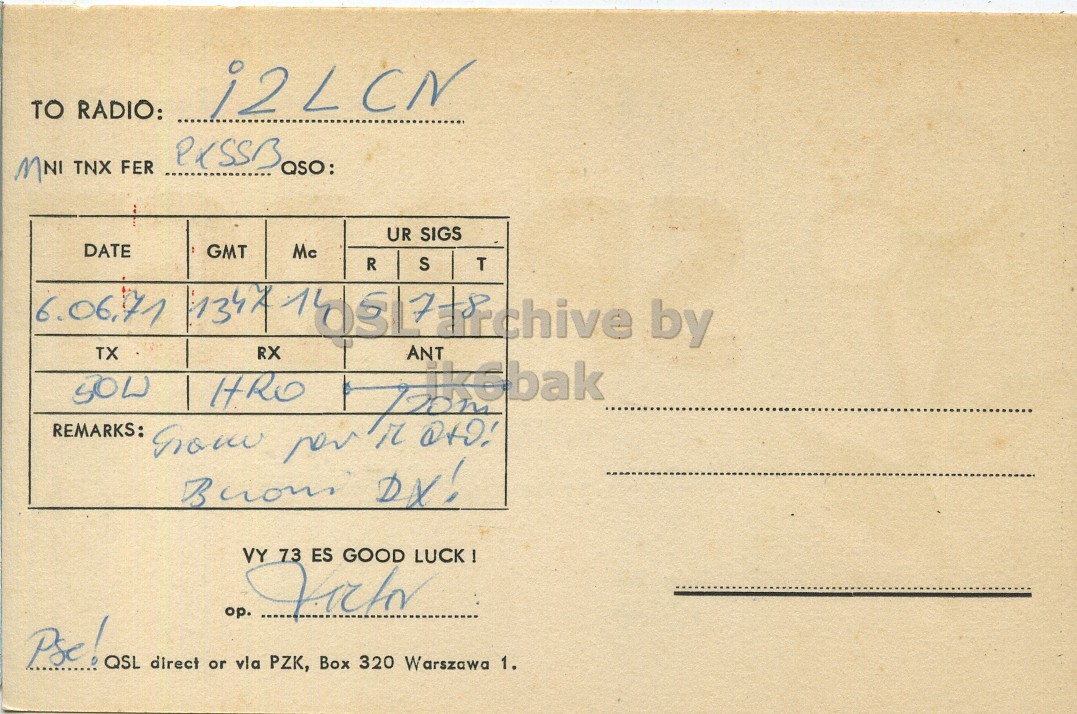 TO RADIO: i2LCN
MNI TNX FER 2XSSB QSO:
DATE GMT Mc UR SIGS
R S T
6.06.71 1347 14 5 7-8
TX RX ANT
50W HRO 20m
REMARKS: per il QSO!
Buoni DX!
QSL archive by
ik6bak
VY 73 ES GOOD LUCK!
op. Victor
Pse! QSL direct or via PZK, Box 320 Warszawa 1.